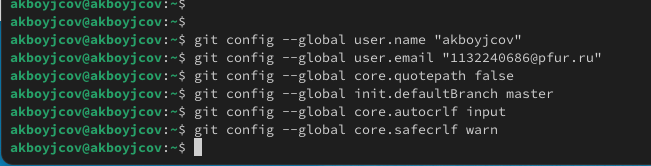 akboyjcov@akboyjcov:~$
akboyjcov@akboyjcov:~$
akboyjcov@akboyjcov:~$ git config --global user.name "akboyjcov"
akboyjcov@akboyjcov:~$ git config --global user.email "1132240686@pfur.ru"
akboyjcov@akboyjcov:~$ git config --global core.quotepath false
akboyjcov@akboyjcov:~$ git config --global init.defaultBranch master
akboyjcov@akboyjcov:~$ git config --global core.autocrlf input
akboyjcov@akboyjcov:~$ git config --global core.safecrlf warn
akboyjcov@akboyjcov:~$